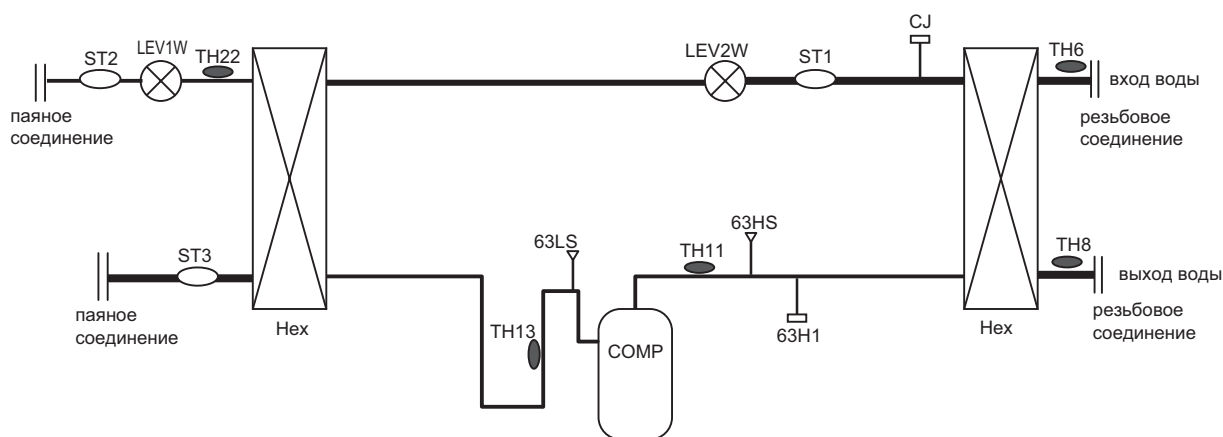 CJ
ST2
LEV1W
TH22
LEV2W
ST1
TH6
вход воды
паяное
соединение
резьбовое
соединение
ST3
63LS
TH11
63HS
TH8
выход воды
паяное
соединение
Hex
TH13
COMP
63H1
Hex
резьбовое
соединение